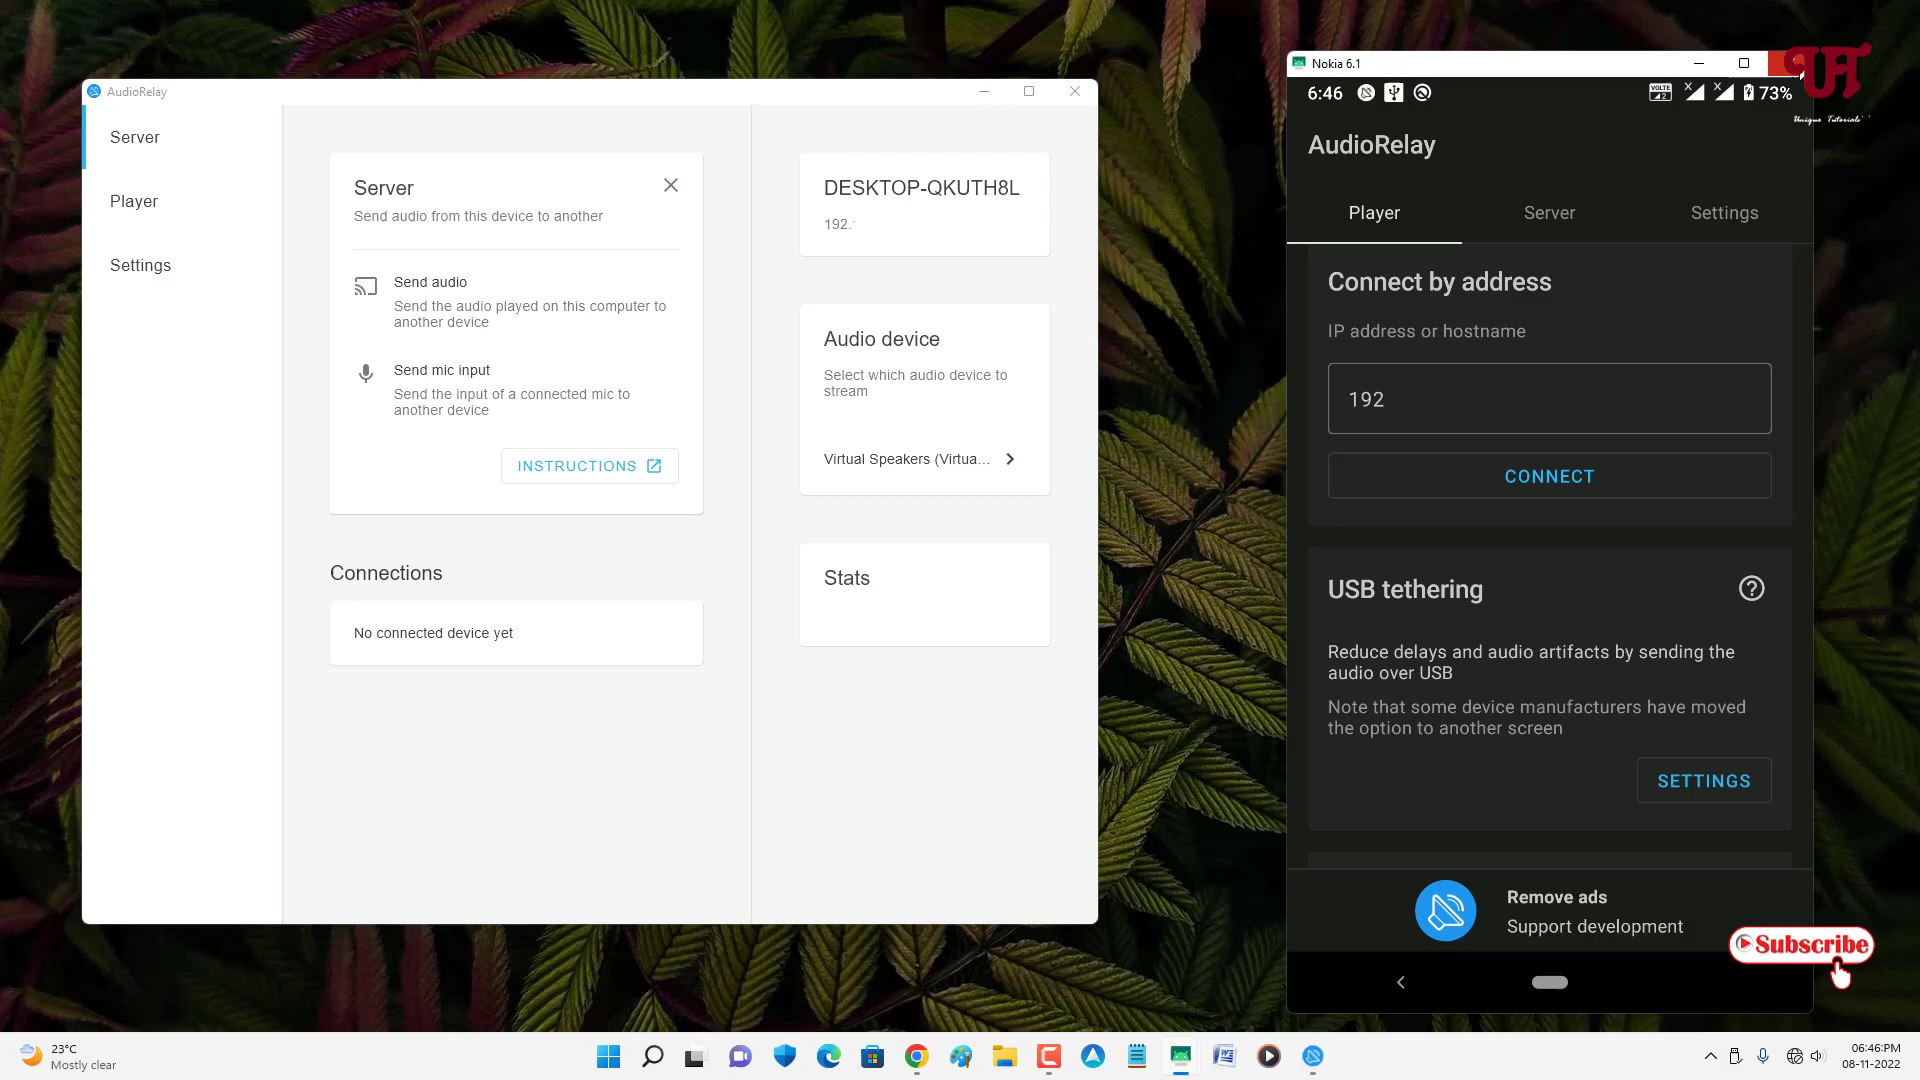 AudioRelay
Server
Player
Settings
Server
Send audio from this device to another
Send audio
Send the audio played on this computer to
another device
Send mic input
Send the input of a connected mic to
another device
INSTRUCTIONS
Connections
No connected device yet
DESKTOP-QKUTH8L
192.
Audio device
Select which audio device to
stream
Virtual Speakers (Virtua...
Stats
Nokia 6.1
6:46
VOLTE
2
73%
AudioRelay
Player
Server
Settings
Connect by address
IP address or hostname
192
CONNECT
USB tethering
Reduce delays and audio artifacts by sending the
audio over USB
Note that some device manufacturers have moved
the option to another screen
SETTINGS
Remove ads
Support development
UT
Unique Tutorials
Subscribe
23°C
Mostly clear
06:46:PM
08-11-2022